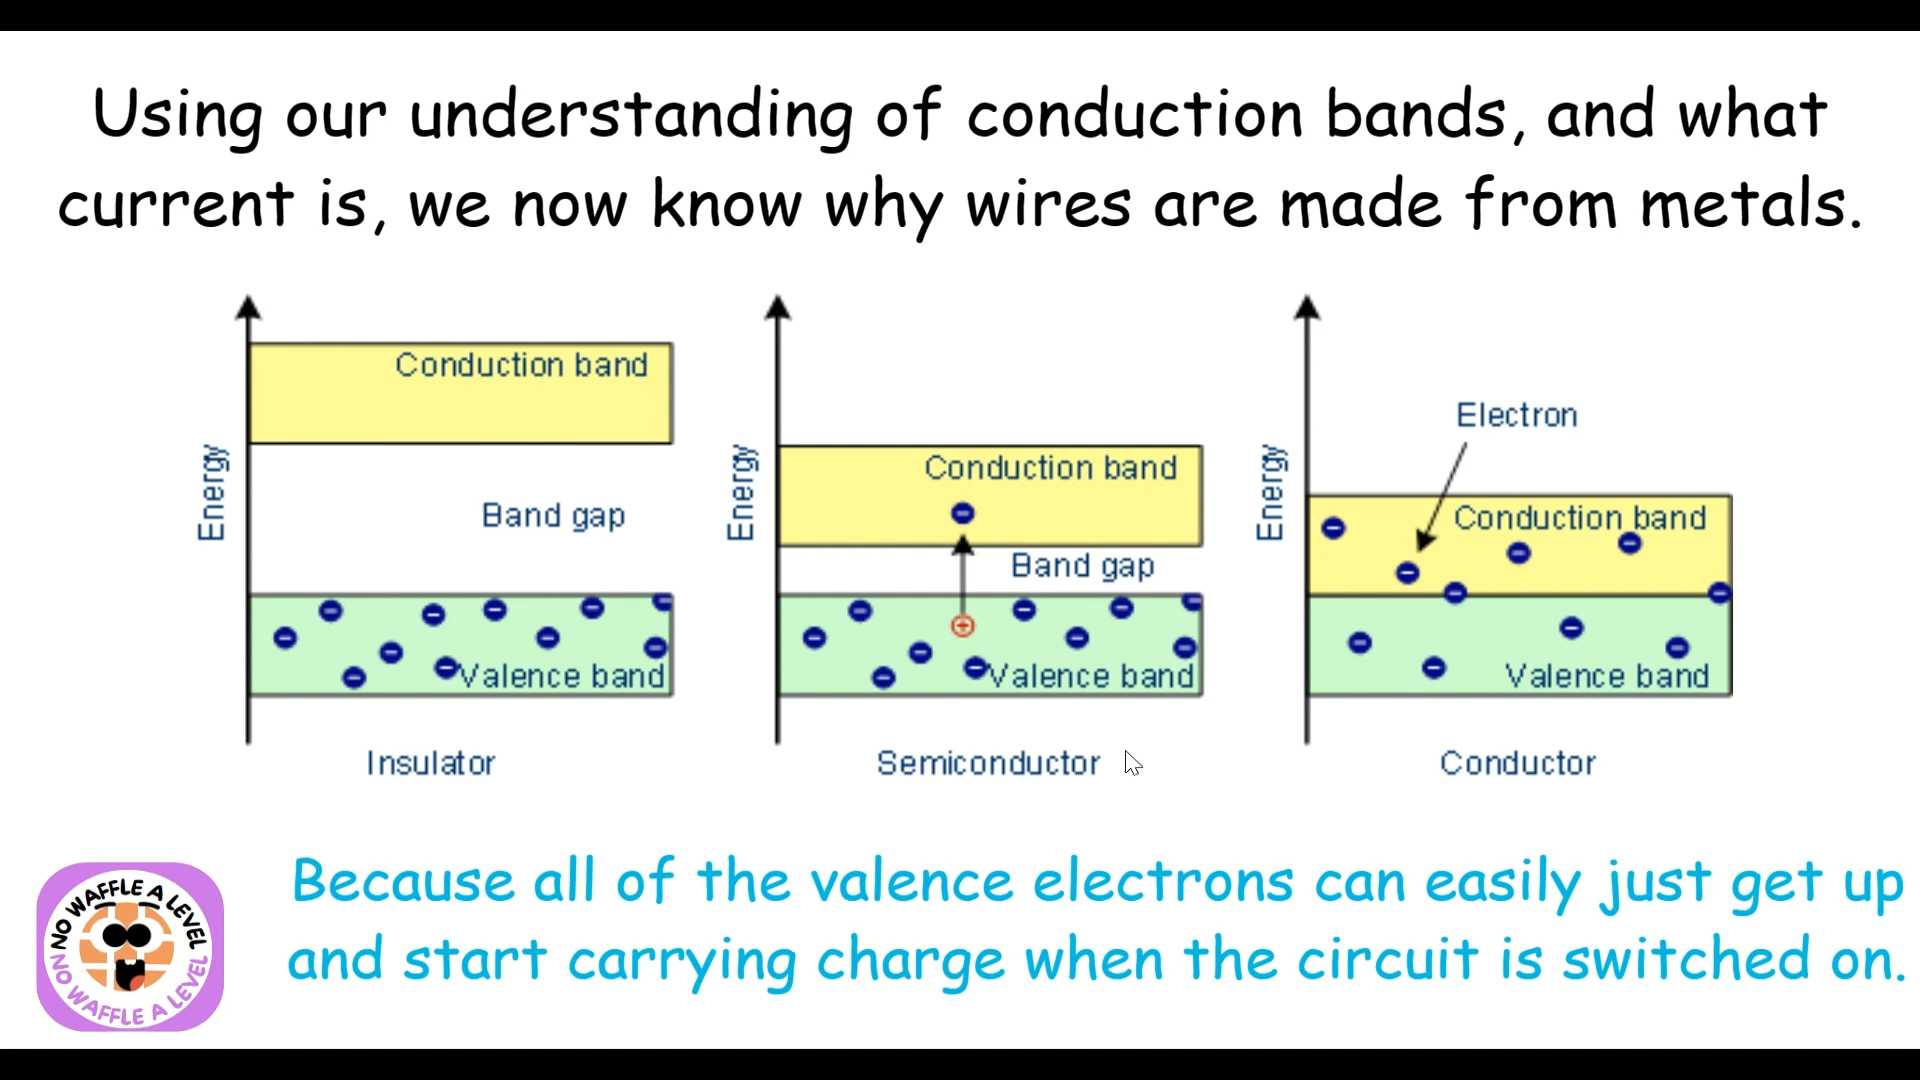 Using our understanding of conduction bands, and what
current is, we now know why wires are made from metals.
Energy
Conduction band
Band gap
Valence band
Insulator
Energy
Conduction band
Band gap
Valence band
Semiconductor
Energy
Electron
Conduction band
Valence band
Conductor
Because all of the valence electrons can easily just get up
and start carrying charge when the circuit is switched on.
NO WAFFLE A LEVEL
NO WAFFLE A LEVEL